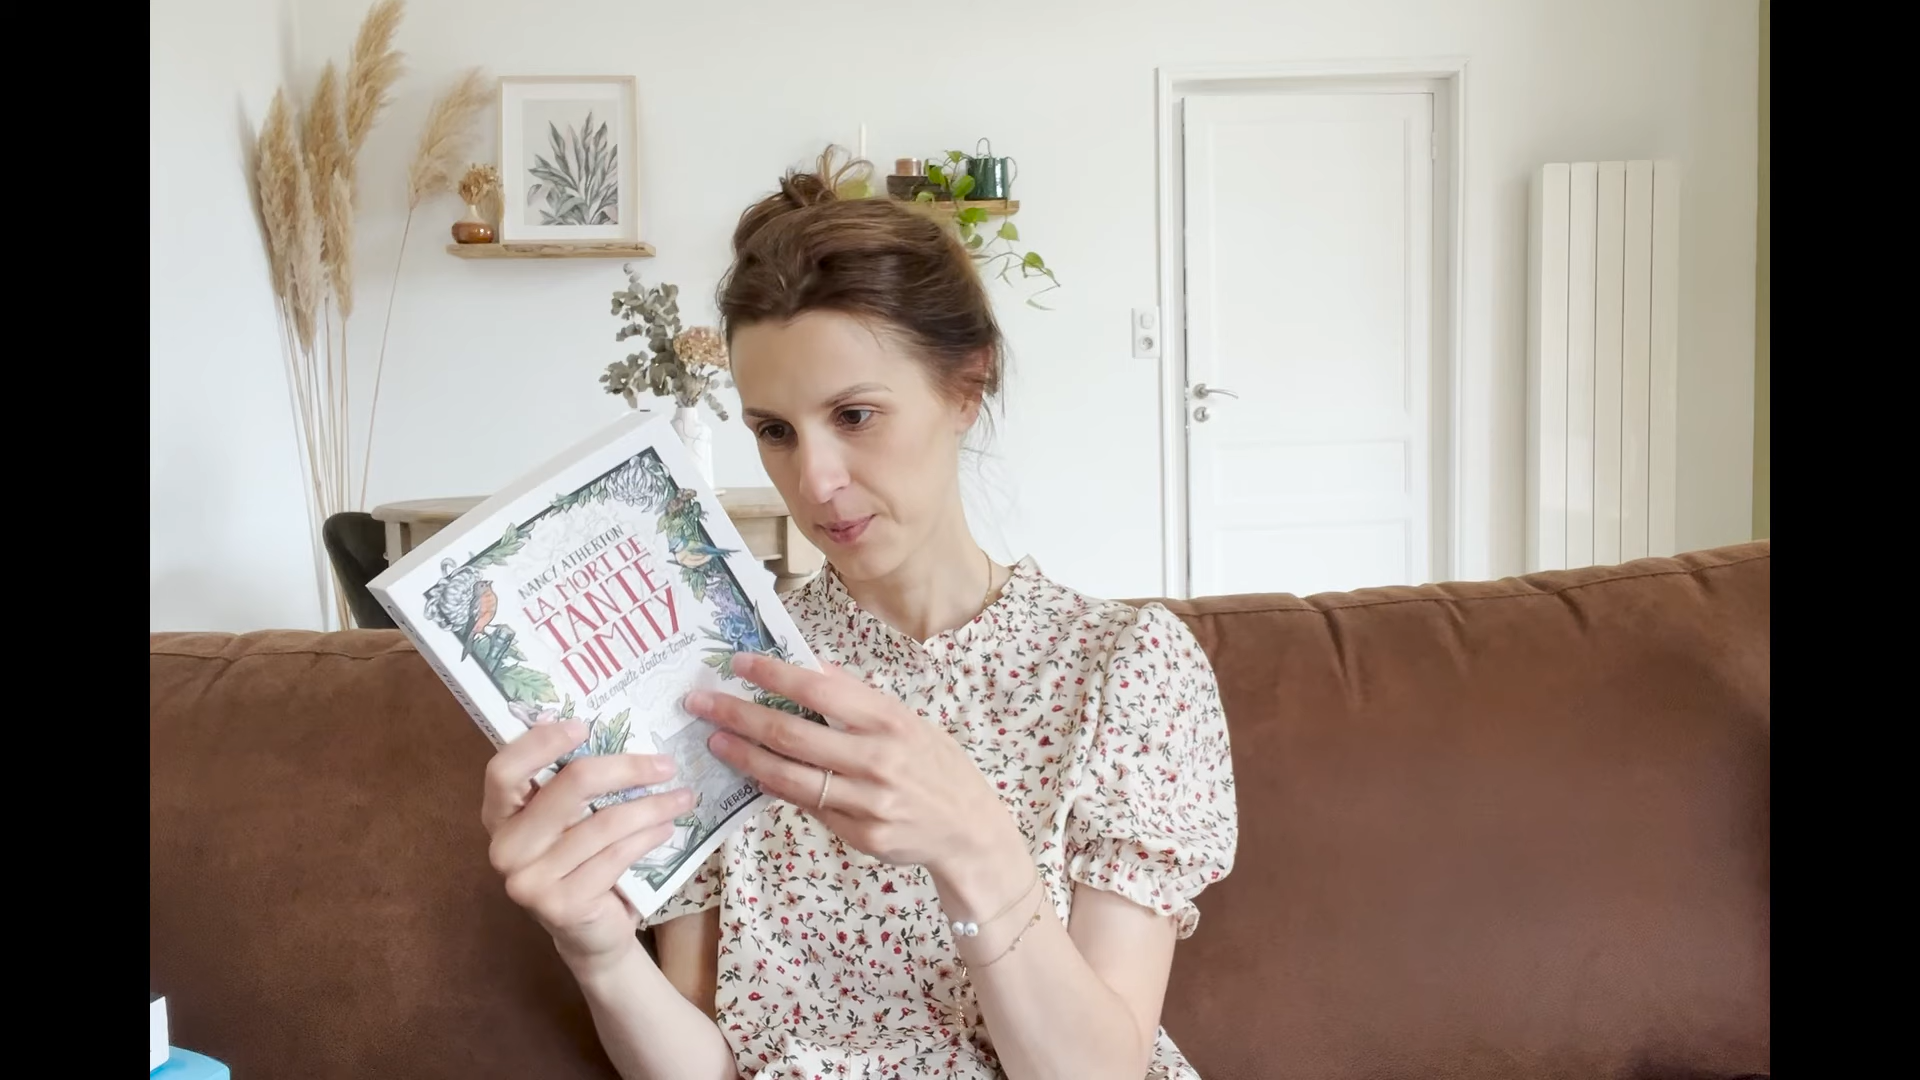 NANCY ATHERTON
LA MORT DE
TANTE
DIMITY
Une enquête d'outre-tombe
VERSO